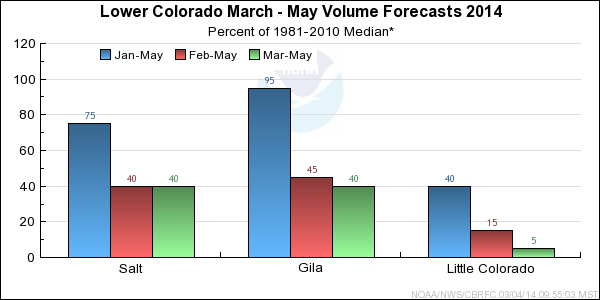 Lower Colorado March - May Volume Forecasts 2014
Percent of 1981-2010 Median*
Jan-May Feb-May Mar-May
120
100
80
60
40
20
0
75 40 40
95 45 40
40 15 5
Salt Gila Little Colorado
NOAA/NWS/CBRFC 03/04/14 09:55:03 MST